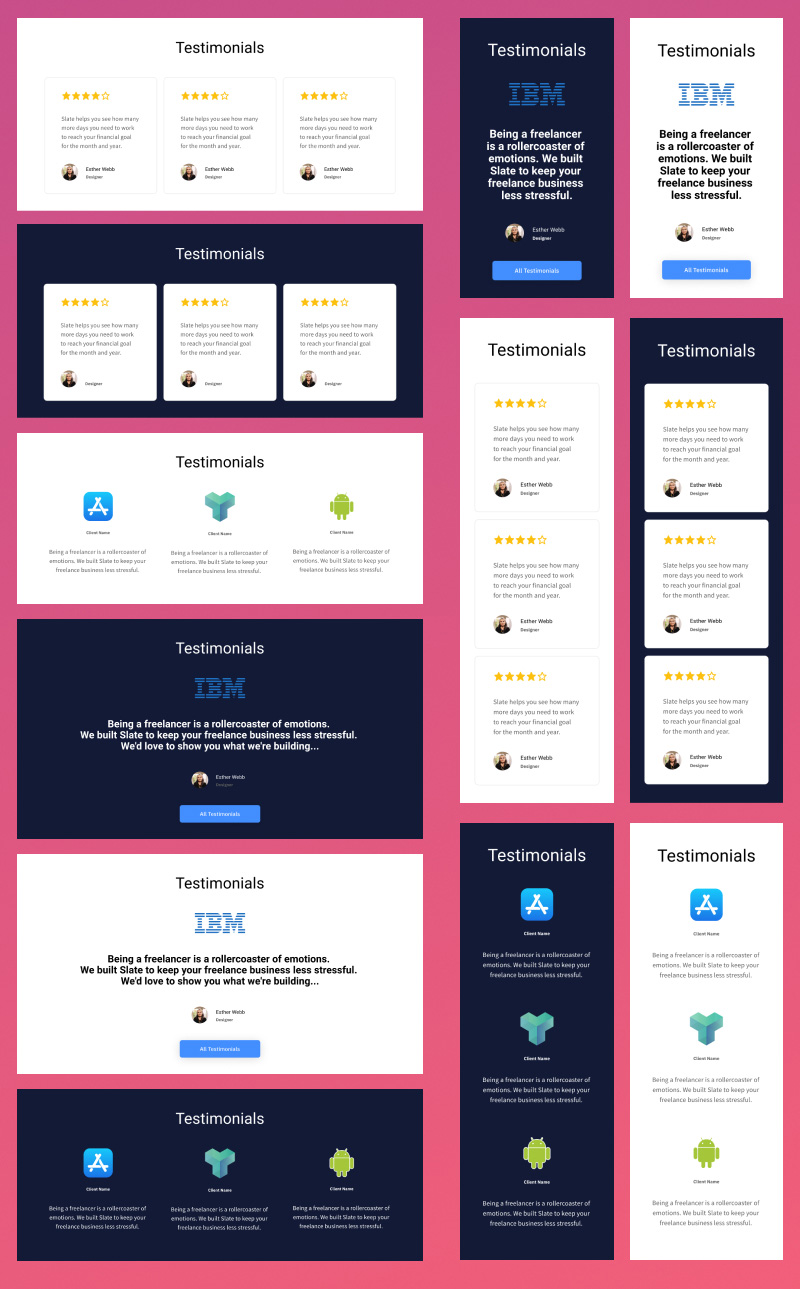 Testimonials
Slate helps you see how many
more days you need to work
to reach your financial goal
for the month and year.
Esther Webb
Designer
Slate helps you see how many
more days you need to work
to reach your financial goal
for the month and year.
Esther Webb
Designer
Slate helps you see how many
more days you need to work
to reach your financial goal
for the month and year.
Esther Webb
Designer
Testimonials
Slate helps you see how many
more days you need to work
to reach your financial goal
for the month and year.
Designer
Slate helps you see how many
more days you need to work
to reach your financial goal
for the month and year.
Designer
Slate helps you see how many
more days you need to work
to reach your financial goal
for the month and year.
Designer
Testimonials
Client Name
Being a freelancer is a rollercoaster of
emotions. We built Slate to keep your
freelance business less stressful.
Client Name
Being a freelancer is a rollercoaster of
emotions. We built Slate to keep your
freelance business less stressful.
Client Name
Being a freelancer is a rollercoaster of
emotions. We built Slate to keep your
freelance business less stressful.
Testimonials
IBM
Being a freelancer is a rollercoaster of emotions.
We built Slate to keep your freelance business less stressful.
We'd love to show you what we're building...
Esther Webb
Designer
All Testimonials
Testimonials
IBM
Being a freelancer is a rollercoaster of emotions.
We built Slate to keep your freelance business less stressful.
We'd love to show you what we're building...
Esther Webb
Designer
All Testimonials
Testimonials
Client Name
Being a freelancer is a rollercoaster of
emotions. We built Slate to keep your
freelance business less stressful.
Client Name
Being a freelancer is a rollercoaster of
emotions. We built Slate to keep your
freelance business less stressful.
Client Name
Being a freelancer is a rollercoaster of
emotions. We built Slate to keep your
freelance business less stressful.
Testimonials
IBM
Being a freelancer
is a rollercoaster of
emotions. We built
Slate to keep your
freelance business
less stressful.
Esther Webb
Designer
All Testimonials
Testimonials
IBM
Being a freelancer
is a rollercoaster of
emotions. We built
Slate to keep your
freelance business
less stressful.
Esther Webb
Designer
All Testimonials
Testimonials
Slate helps you see how many
more days you need to work
to reach your financial goal
for the month and year.
Esther Webb
Designer
Slate helps you see how many
more days you need to work
to reach your financial goal
for the month and year.
Esther Webb
Designer
Slate helps you see how many
more days you need to work
to reach your financial goal
for the month and year.
Esther Webb
Designer
Testimonials
Slate helps you see how many
more days you need to work
to reach your financial goal
for the month and year.
Esther Webb
Designer
Slate helps you see how many
more days you need to work
to reach your financial goal
for the month and year.
Esther Webb
Designer
Slate helps you see how many
more days you need to work
to reach your financial goal
for the month and year.
Esther Webb
Designer
Testimonials
Client Name
Being a freelancer is a rollercoaster of
emotions. We built Slate to keep your
freelance business less stressful.
Client Name
Being a freelancer is a rollercoaster of
emotions. We built Slate to keep your
freelance business less stressful.
Client Name
Being a freelancer is a rollercoaster of
emotions. We built Slate to keep your
freelance business less stressful.
Testimonials
Client Name
Being a freelancer is a rollercoaster of
emotions. We built Slate to keep your
freelance business less stressful.
Client Name
Being a freelancer is a rollercoaster of
emotions. We built Slate to keep your
freelance business less stressful.
Client Name
Being a freelancer is a rollercoaster of
emotions. We built Slate to keep your
freelance business less stressful.